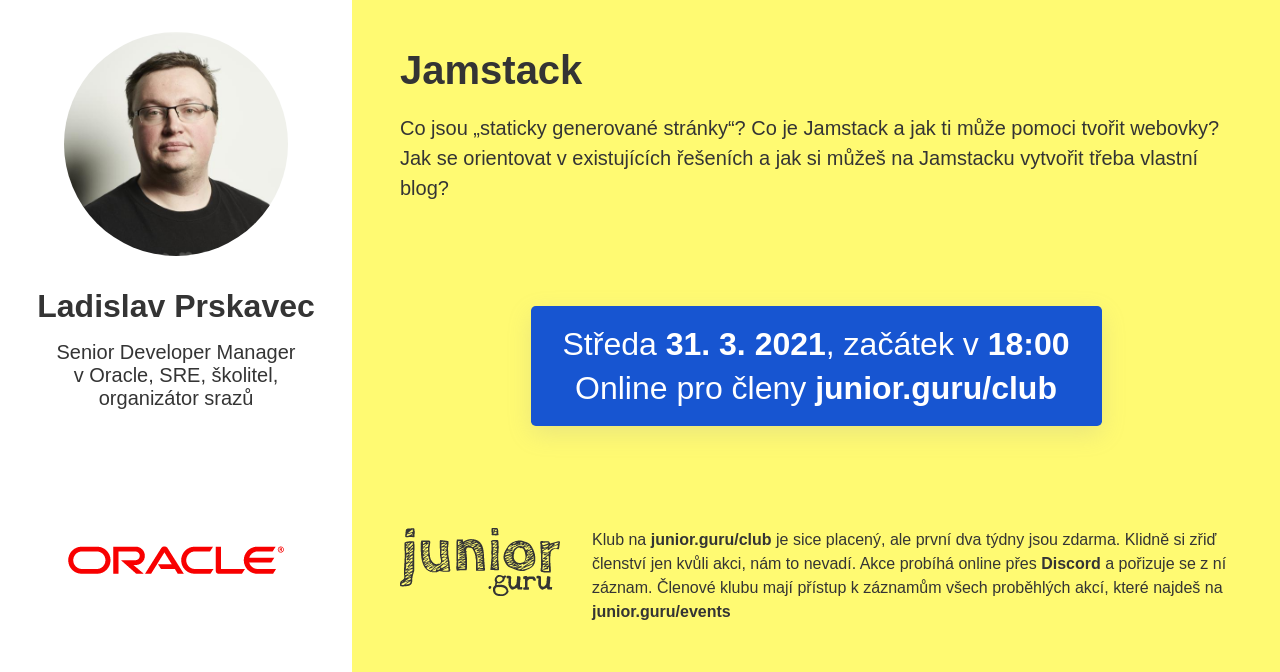 Ladislav Prskavec
Senior Developer Manager
v Oracle, SRE, školitel,
organizátor srazů
ORACLE®
Jamstack
Co jsou „staticky generované stránky“? Co je Jamstack a jak ti může pomoci tvořit webovky?
Jak se orientovat v existujících řešeních a jak si můžeš na Jamstacku vytvořit třeba vlastní
blog?
Středa 31. 3. 2021, začátek v 18:00
Online pro členy junior.guru/club
junior
.guru
Klub na junior.guru/club je sice placený, ale první dva týdny jsou zdarma. Klidně si zřiď
členství jen kvůli akci, nám to nevadí. Akce probíhá online přes Discord a pořizuje se z ní
záznam. Členové klubu mají přístup k záznamům všech proběhlých akcí, které najdeš na
junior.guru/events